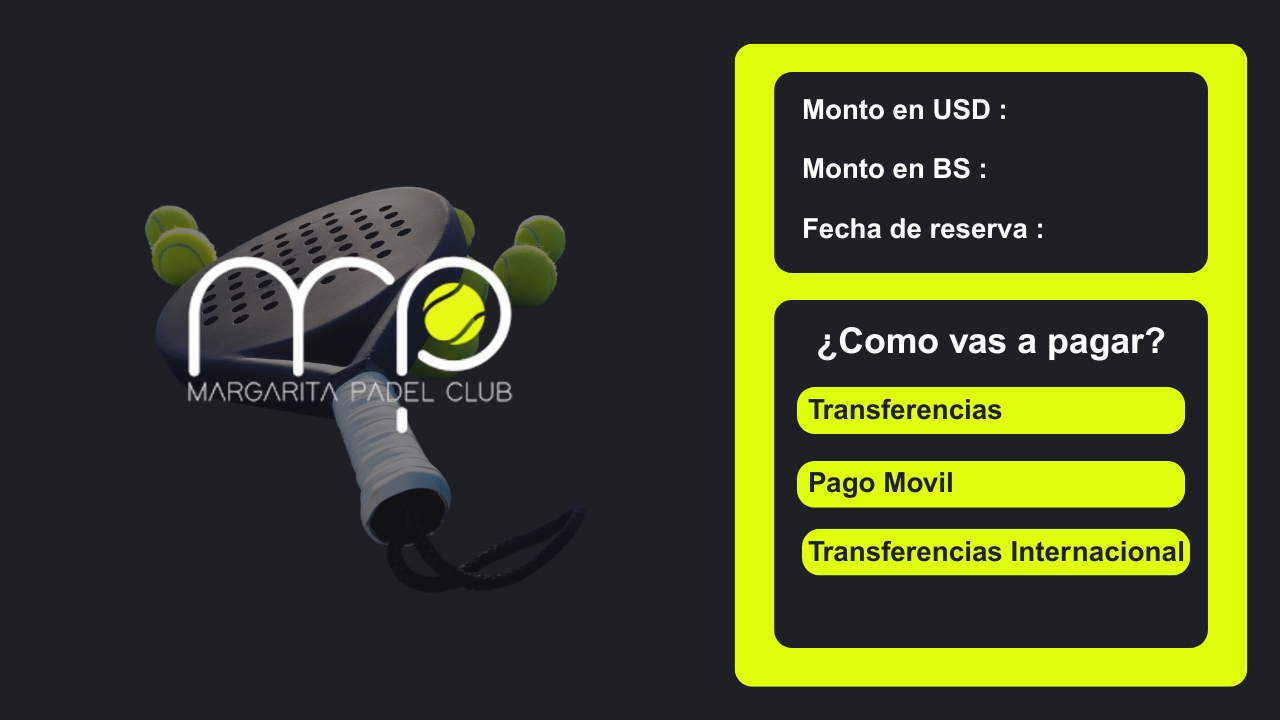 mp
MARGARITA PADEL CLUB
Monto en USD :
Monto en BS :
Fecha de reserva :
¿Como vas a pagar?
Transferencias
Pago Movil
Transferencias Internacional